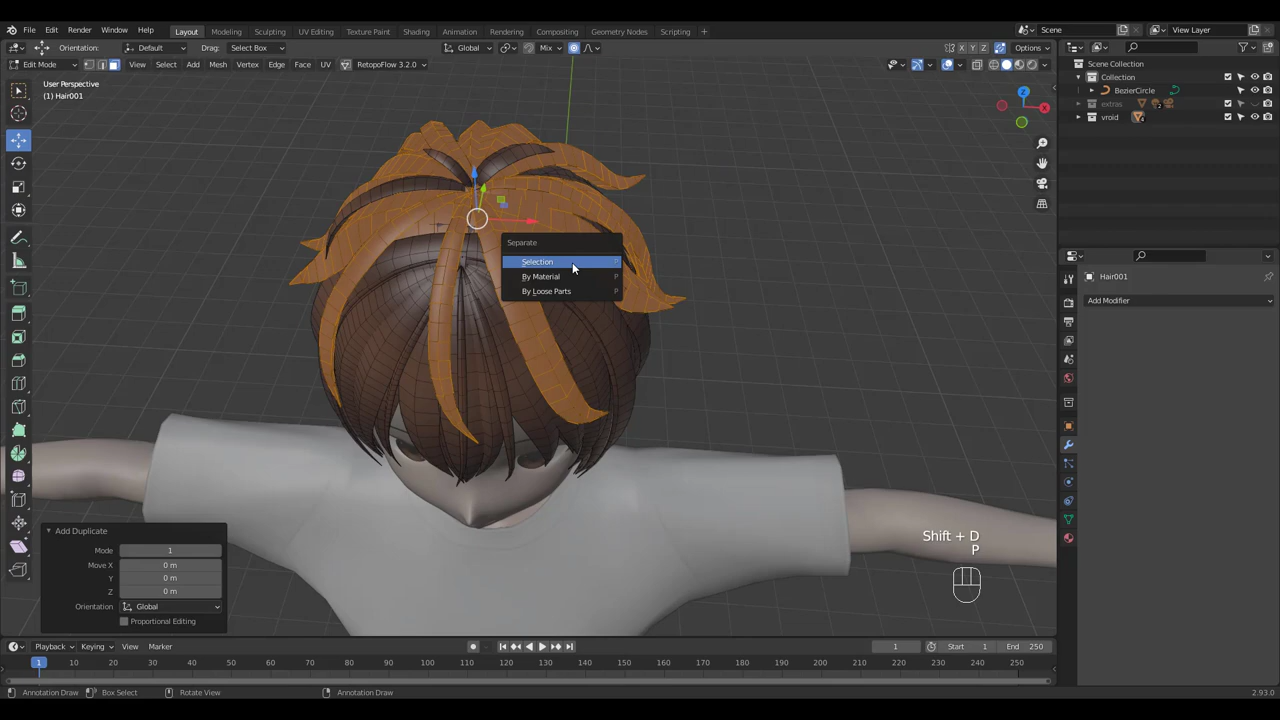 File Edit Render Window Help Layout Modeling Sculpting UV Editing Texture Paint Shading Animation Rendering Compositing Geometry Nodes Scripting + Scene View Layer
Orientation: Default Drag: Select Box Global Mix X Y Z Options
Edit Mode View Select Add Mesh Vertex Edge Face UV RetopoFlow 3.2.0
User Perspective
(1) Hair001
Scene Collection
Collection
BezierCircle
extras
vroid
Z
X
Separate
Selection P
By Material P
By Loose Parts P
Hair001
Add Modifier
Shift + D
P
Add Duplicate
Mode 1
Move X 0 m
Y 0 m
Z 0 m
Orientation Global
Proportional Editing
Playback Keying View Marker 1 Start 1 End 250
1 10 20 30 40 50 60 70 80 90 100 110 120 130 140 150 160 170 180 190 200 210 220 230 240 250
Annotation Draw Box Select Rotate View Annotation Draw 2.93.0